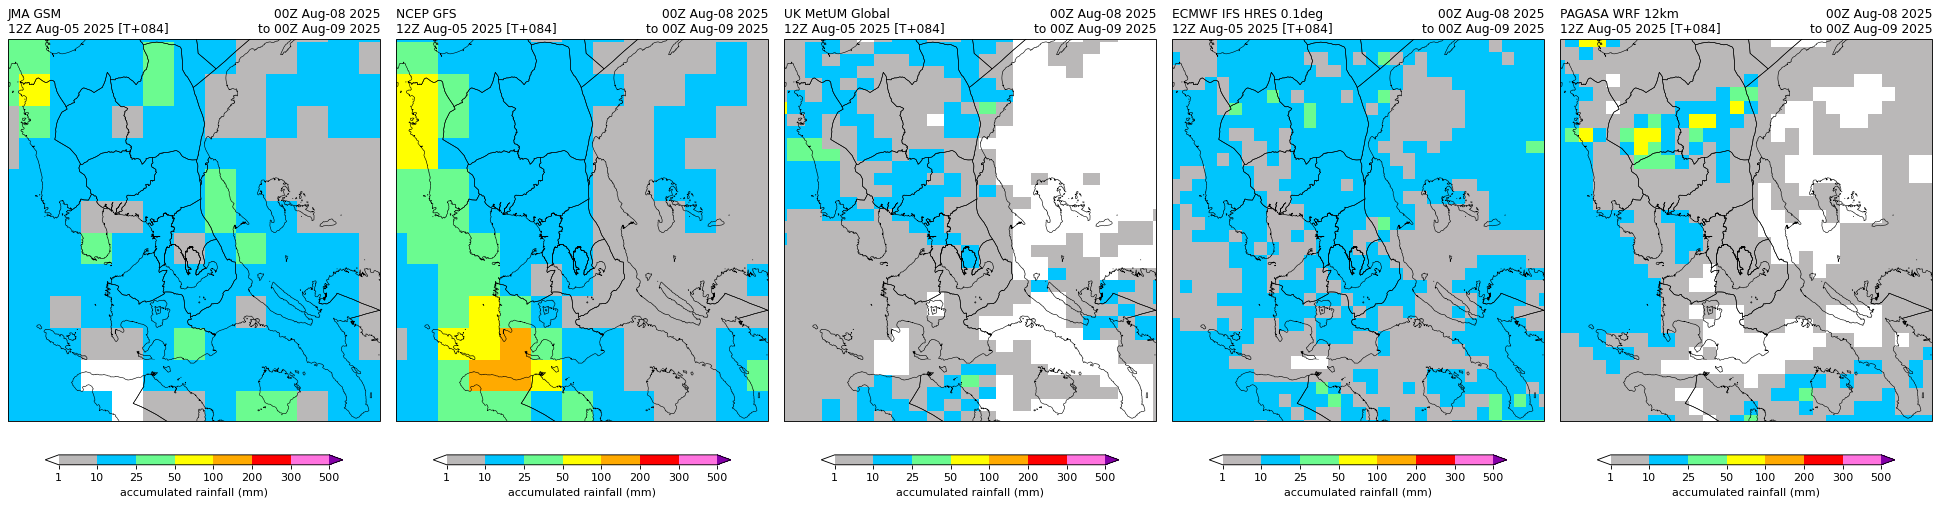 JMA GSM 00Z Aug-08 2025
12Z Aug-05 2025 [T+084] to 00Z Aug-09 2025
NCEP GFS 00Z Aug-08 2025
12Z Aug-05 2025 [T+084] to 00Z Aug-09 2025
UK MetUM Global 00Z Aug-08 2025
12Z Aug-05 2025 [T+084] to 00Z Aug-09 2025
ECMWF IFS HRES 0.1deg 00Z Aug-08 2025
12Z Aug-05 2025 [T+084] to 00Z Aug-09 2025
PAGASA WRF 12km 00Z Aug-08 2025
12Z Aug-05 2025 [T+084] to 00Z Aug-09 2025
1 10 25 50 100 200 300 500
accumulated rainfall (mm)
1 10 25 50 100 200 300 500
accumulated rainfall (mm)
1 10 25 50 100 200 300 500
accumulated rainfall (mm)
1 10 25 50 100 200 300 500
accumulated rainfall (mm)
1 10 25 50 100 200 300 500
accumulated rainfall (mm)